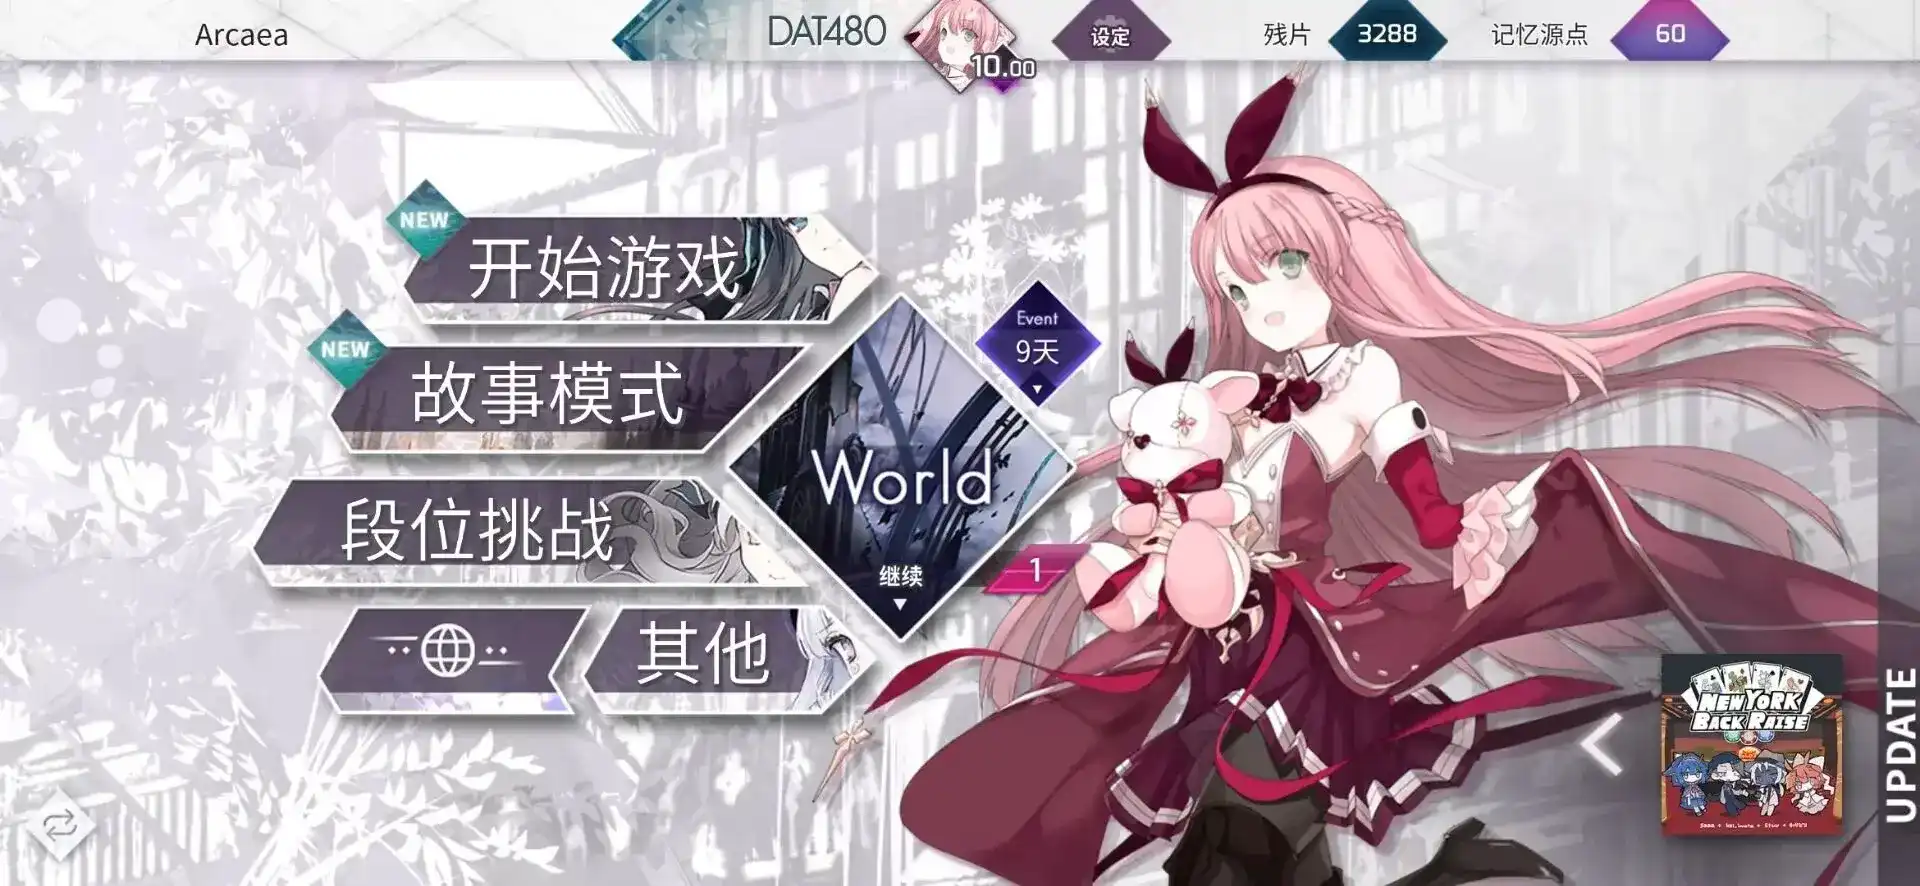 Arcaea
DAT480
10.00
设定
残片
3288
记忆源点
60
NEW
开始游戏
NEW
故事模式
Event
9天
World
继续
1
段位挑战
其他
NEW YORK
BACK RAISE
UPDATE